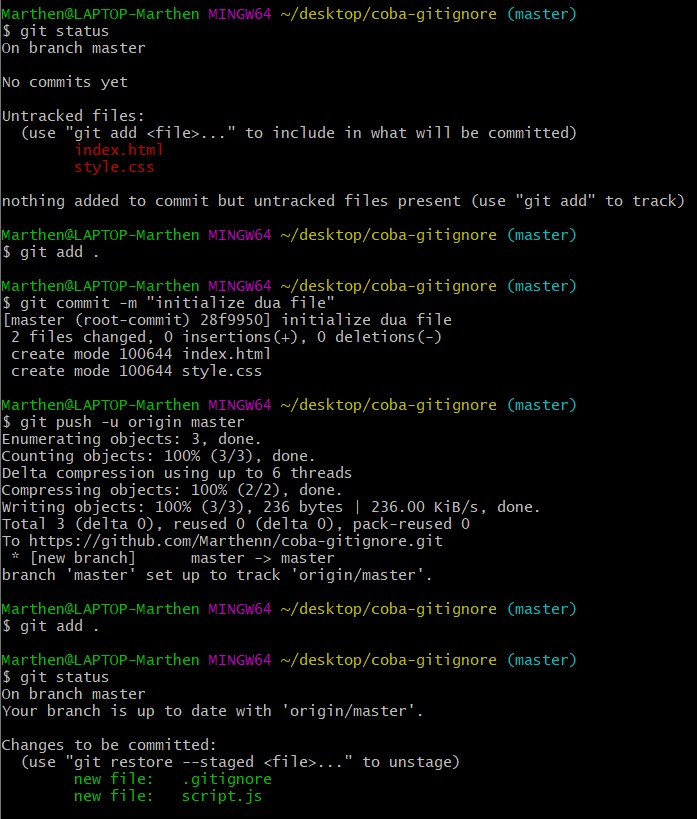 Marthen@LAPTOP-Marthen MINGW64 ~/desktop/coba-gitignore (master)
$ git status
On branch master
No commits yet
Untracked files:
  (use "git add <file>..." to include in what will be committed)
        index.html
        style.css
nothing added to commit but untracked files present (use "git add" to track)
Marthen@LAPTOP-Marthen MINGW64 ~/desktop/coba-gitignore (master)
$ git add .
Marthen@LAPTOP-Marthen MINGW64 ~/desktop/coba-gitignore (master)
$ git commit -m "initialize dua file"
[master (root-commit) 28f9950] initialize dua file
 2 files changed, 0 insertions(+), 0 deletions(-)
 create mode 100644 index.html
 create mode 100644 style.css
Marthen@LAPTOP-Marthen MINGW64 ~/desktop/coba-gitignore (master)
$ git push -u origin master
Enumerating objects: 3, done.
Counting objects: 100% (3/3), done.
Delta compression using up to 6 threads
Compressing objects: 100% (2/2), done.
Writing objects: 100% (3/3), 236 bytes | 236.00 KiB/s, done.
Total 3 (delta 0), reused 0 (delta 0), pack-reused 0
To https://github.com/Marthenn/coba-gitignore.git
 * [new branch]      master -> master
branch 'master' set up to track 'origin/master'.
Marthen@LAPTOP-Marthen MINGW64 ~/desktop/coba-gitignore (master)
$ git add .
Marthen@LAPTOP-Marthen MINGW64 ~/desktop/coba-gitignore (master)
$ git status
On branch master
Your branch is up to date with 'origin/master'.
Changes to be committed:
  (use "git restore --staged <file>..." to unstage)
        new file:   .gitignore
        new file:   script.js